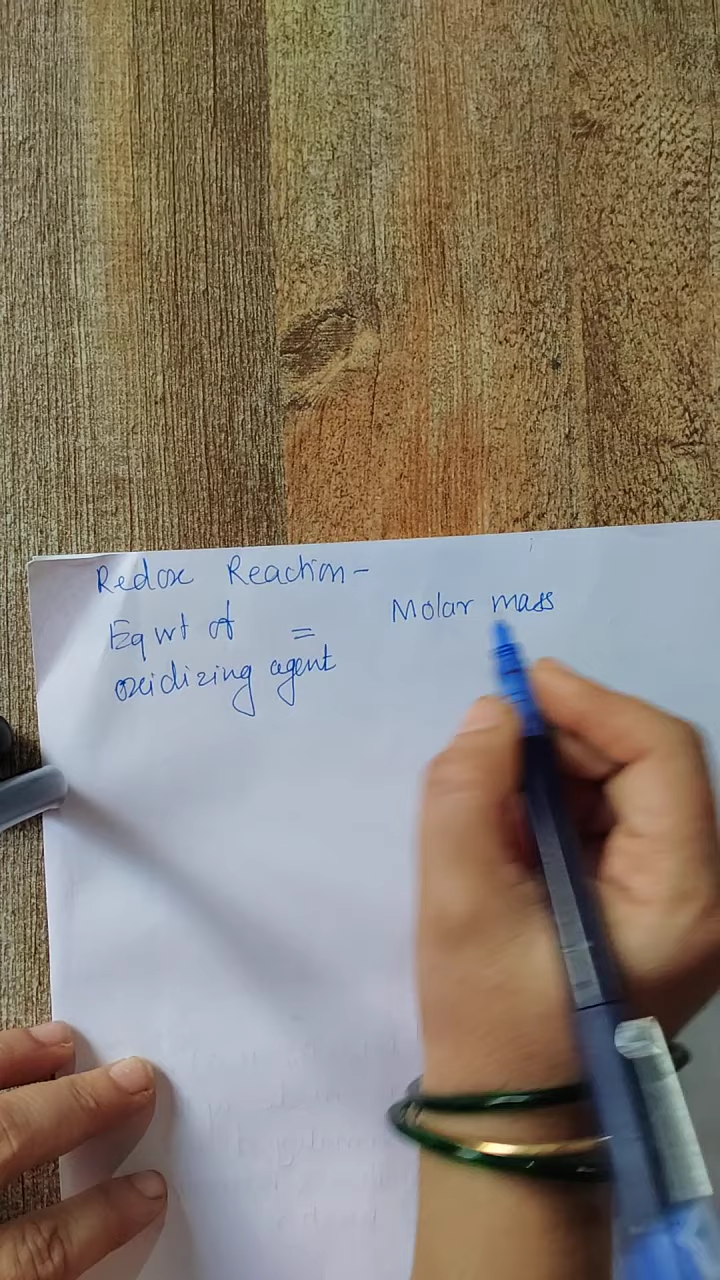 Redox Reaction-
Eq wt of = Molar mass
oxidizing agent